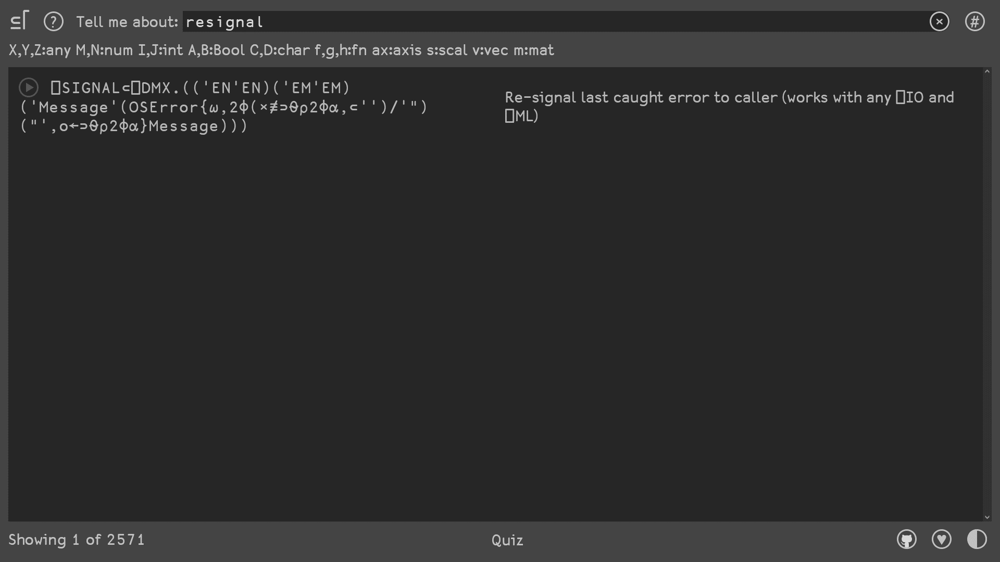 ⊆⌈ ? Tell me about: resignal × #
X,Y,Z:any M,N:num I,J:int A,B:Bool C,D:char f,g,h:fn ax:axis s:scal v:vec m:mat
⎕SIGNAL⊂⎕DMX.(('EN'EN)('EM'EM)
('Message'(OSError{⍵,2⌽(×≢⊃⍬⍴2⌽⍺,⊂'')/'")
("',⍺←⊃⍬⍴2⌽⍺}Message)))
Re-signal last caught error to caller (works with any ⎕IO and
⎕ML)
Showing 1 of 2571
Quiz